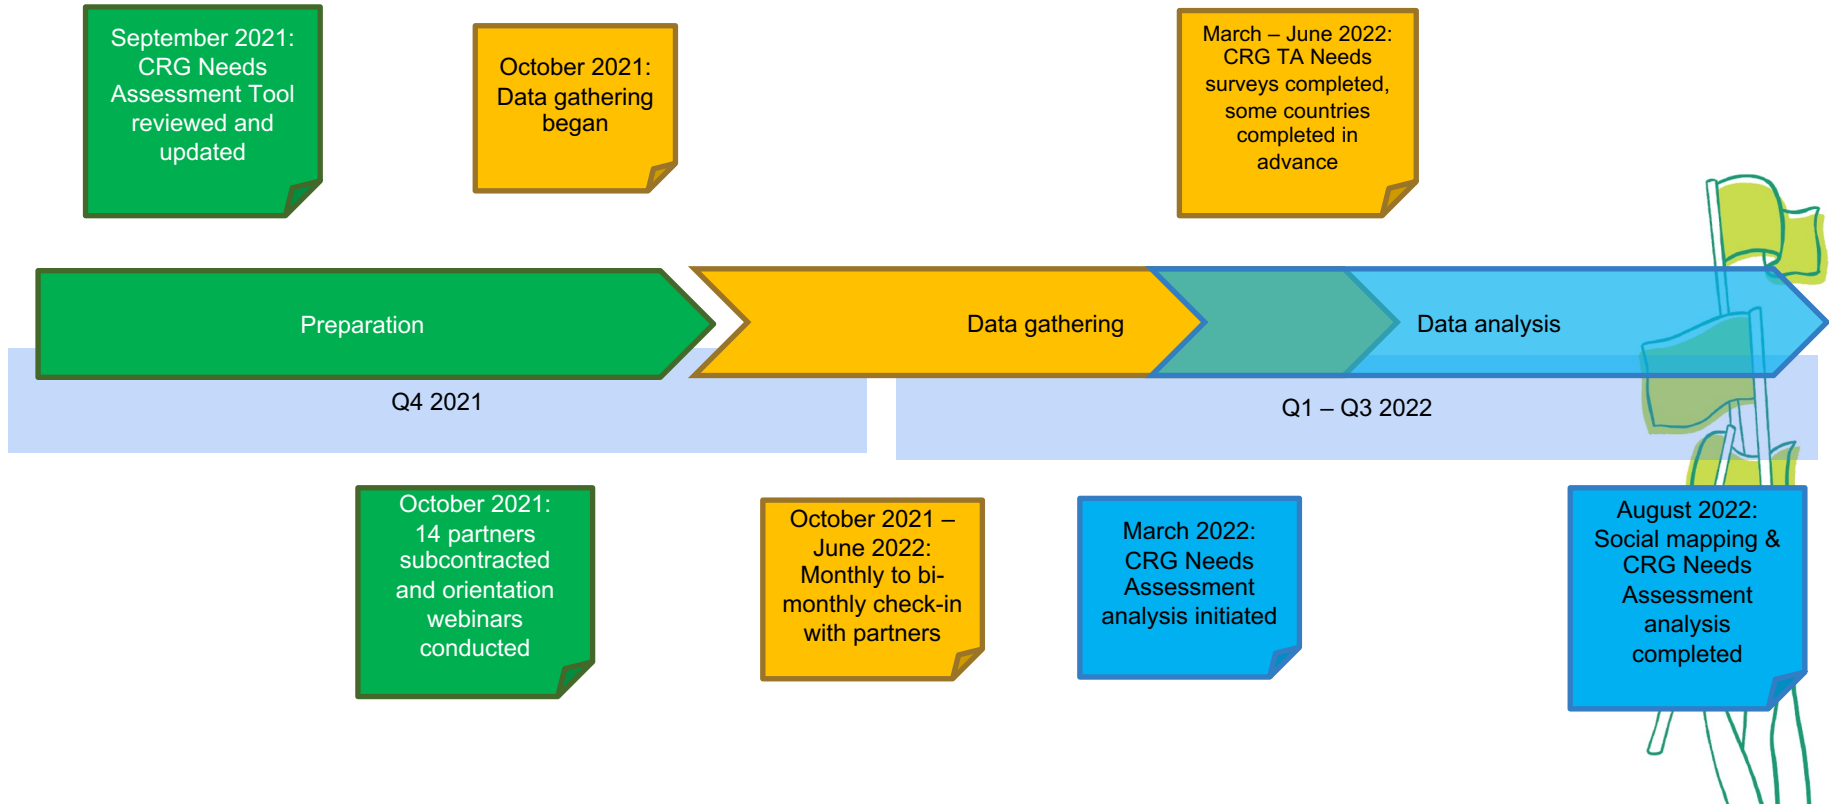 September 2021:
CRG Needs
Assessment Tool
reviewed and
updated
October 2021:
Data gathering
began
March – June 2022:
CRG TA Needs
surveys completed,
some countries
completed in
advance
Preparation
Data gathering
Data analysis
Q4 2021
Q1 – Q3 2022
October 2021:
14 partners
subcontracted
and orientation
webinars
conducted
October 2021 –
June 2022:
Monthly to bi-
monthly check-in
with partners
March 2022:
CRG Needs
Assessment
analysis initiated
August 2022:
Social mapping &
CRG Needs
Assessment
analysis
completed